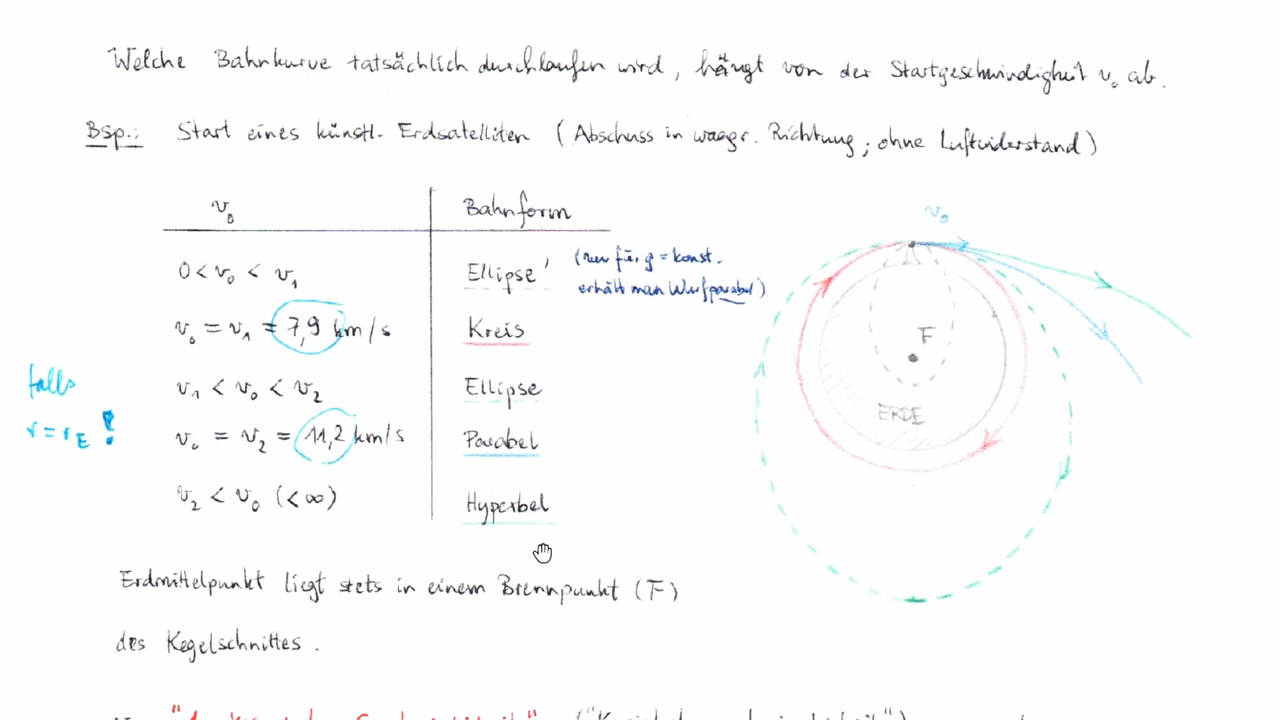 Welche Bahnkurve tatsächlich durchlaufen wird, hängt von der Startgeschwindigkeit v₀ ab.
Bsp.: Start eines künstl. Erdsatelliten (Abschuss in waagr. Richtung; ohne Luftwiderstand)
v₀ Bahnform
0 < v₀ < v₁ Ellipse' (nur für g = konst.
erhält man Wurfparabel)
v₀ = v₁ = 7,9 km/s Kreis
v₁ < v₀ < v₂ Ellipse
v₀ = v₂ = 11,2 km/s Parabel
v₂ < v₀ (<∞) Hyperbel
falls
r = r_E !
v₀
F
ERDE
Erdmittelpunkt liegt stets in einem Brennpunkt (F)
des Kegelschnittes.